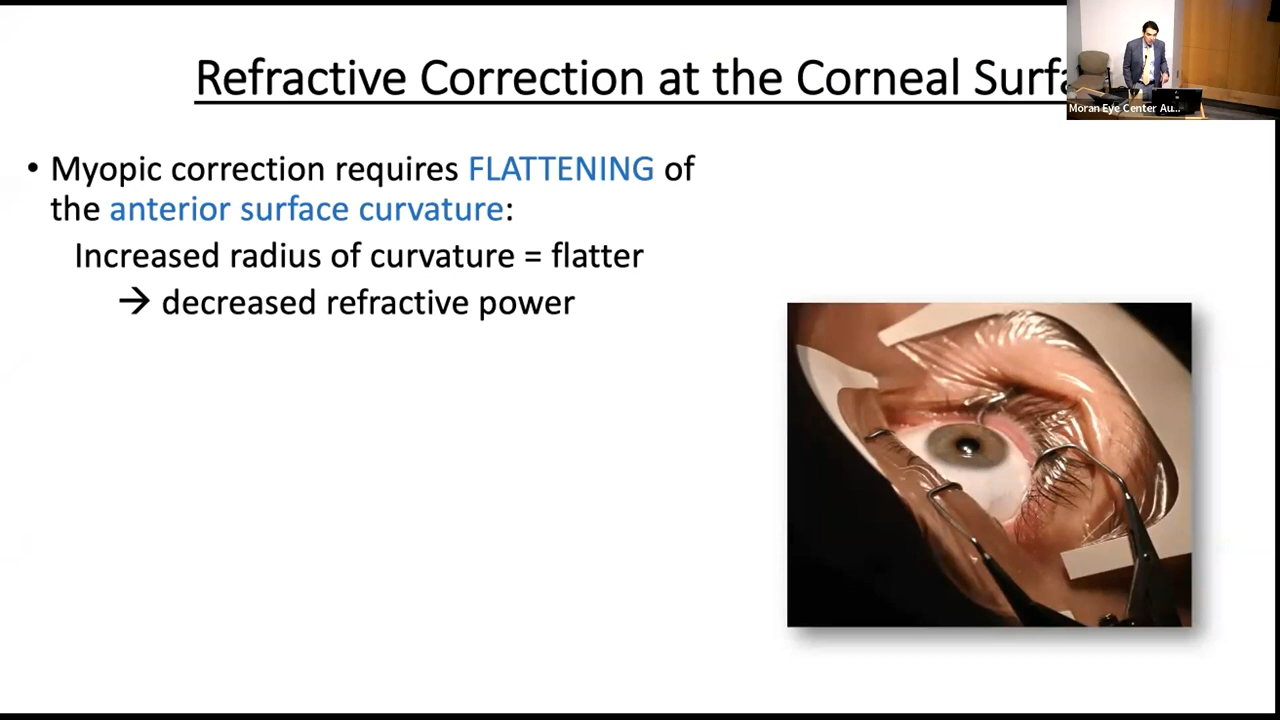 Refractive Correction at the Corneal Surfa
Moran Eye Center Au...
• Myopic correction requires FLATTENING of
the anterior surface curvature:
Increased radius of curvature = flatter
→ decreased refractive power